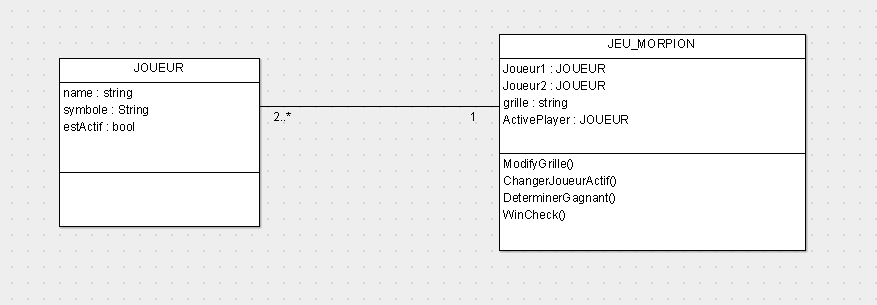 JOUEUR
name : string
symbole : String
estActif : bool
2..*
1
JEU_MORPION
Joueur1 : JOUEUR
Joueur2 : JOUEUR
grille : string
ActivePlayer : JOUEUR
ModifyGrille()
ChangerJoueurActif()
DeterminerGagnant()
WinCheck()